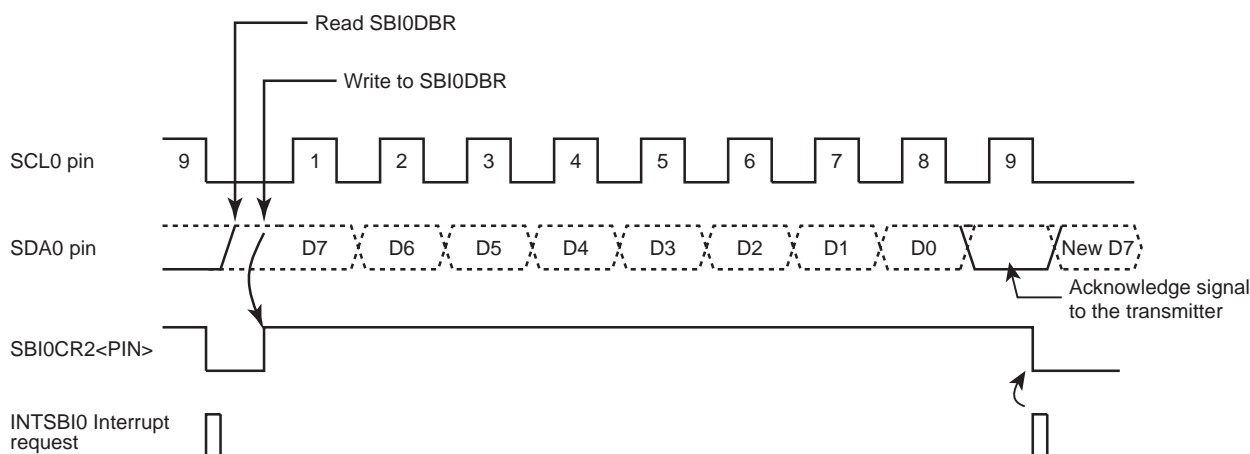 Read SBI0DBR
Write to SBI0DBR
SCL0 pin
9 1 2 3 4 5 6 7 8 9
SDA0 pin
D7 D6 D5 D4 D3 D2 D1 D0 New D7
Acknowledge signal
to the transmitter
SBI0CR2<PIN>
INTSBI0 Interrupt
request